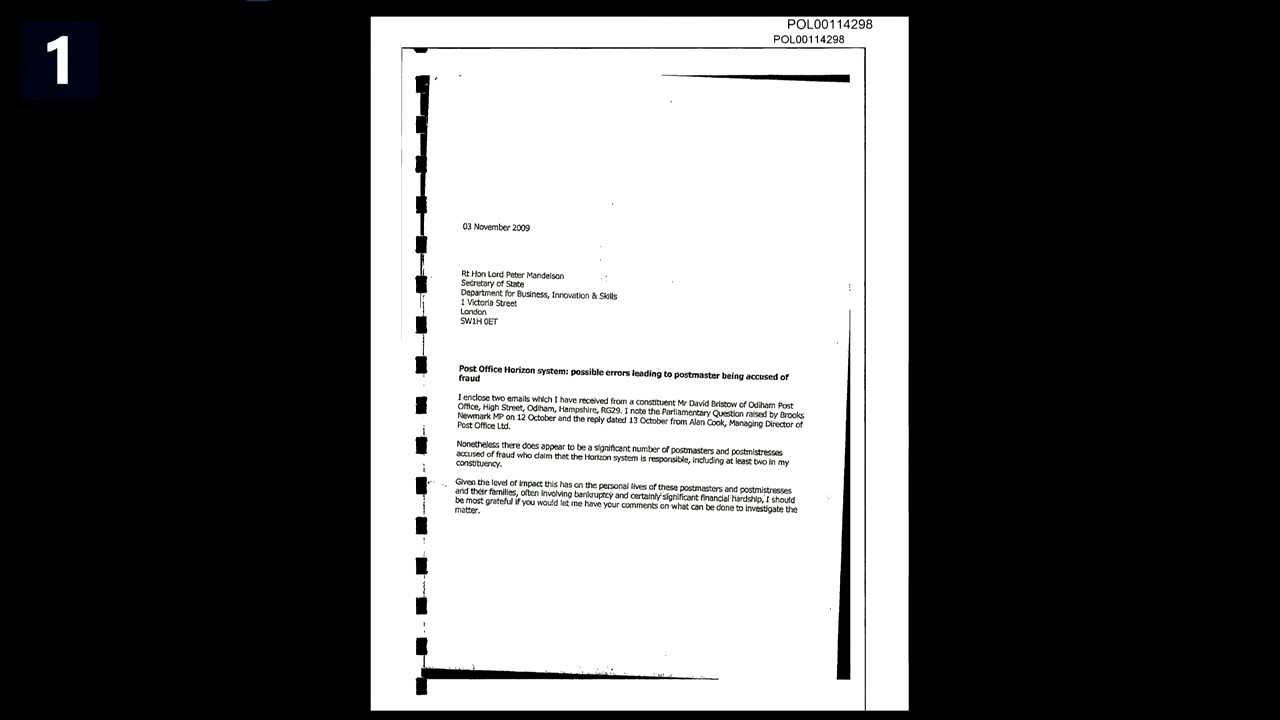 1
POL00114298
POL00114298
03 November 2009
Rt Hon Lord Peter Mandelson
Secretary of State
Department for Business, Innovation & Skills
1 Victoria Street
London
SW1H 0ET
Post Office Horizon system: possible errors leading to postmaster being accused of
fraud
I enclose two emails which I have received from a constituent Mr David Bristow of Odiham Post
Office, High Street, Odiham, Hampshire, RG29. I note the Parliamentary Question raised by Brooks
Newmark MP on 12 October and the reply dated 13 October from Alan Cook, Managing Director of
Post Office Ltd.
Nonetheless there does appear to be a significant number of postmasters and postmistresses
accused of fraud who claim that the Horizon system is responsible, including at least two in my
constituency.
Given the level of impact this has on the personal lives of these postmasters and postmistresses
and their families, often involving bankruptcy and certainly significant financial hardship, I should
be most grateful if you would let me have your comments on what can be done to investigate the
matter.